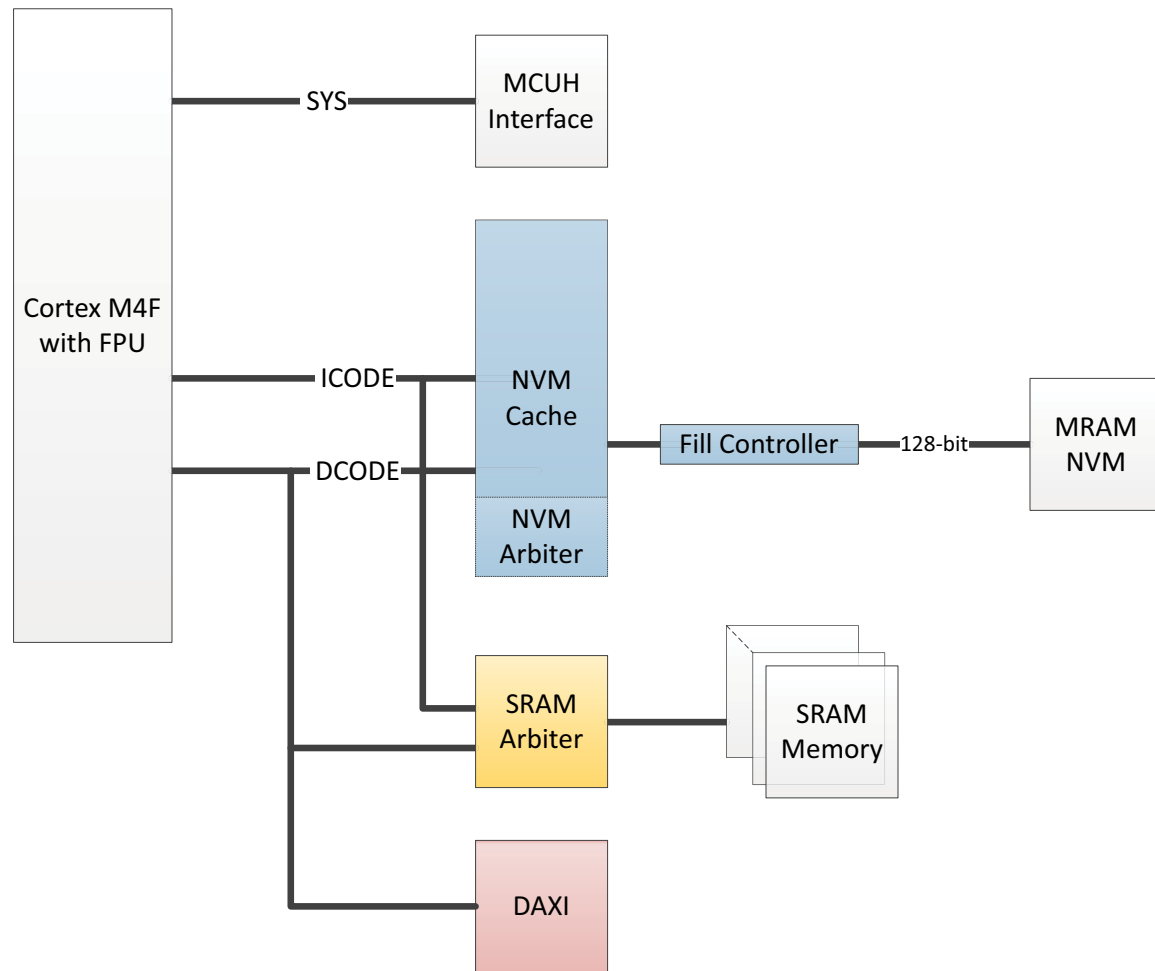 SYS
MCUH
Interface
Cortex M4F
with FPU
ICODE
DCODE
NVM
Cache
NVM
Arbiter
Fill Controller
128-bit
MRAM
NVM
SRAM
Arbiter
SRAM
Memory
DAXI